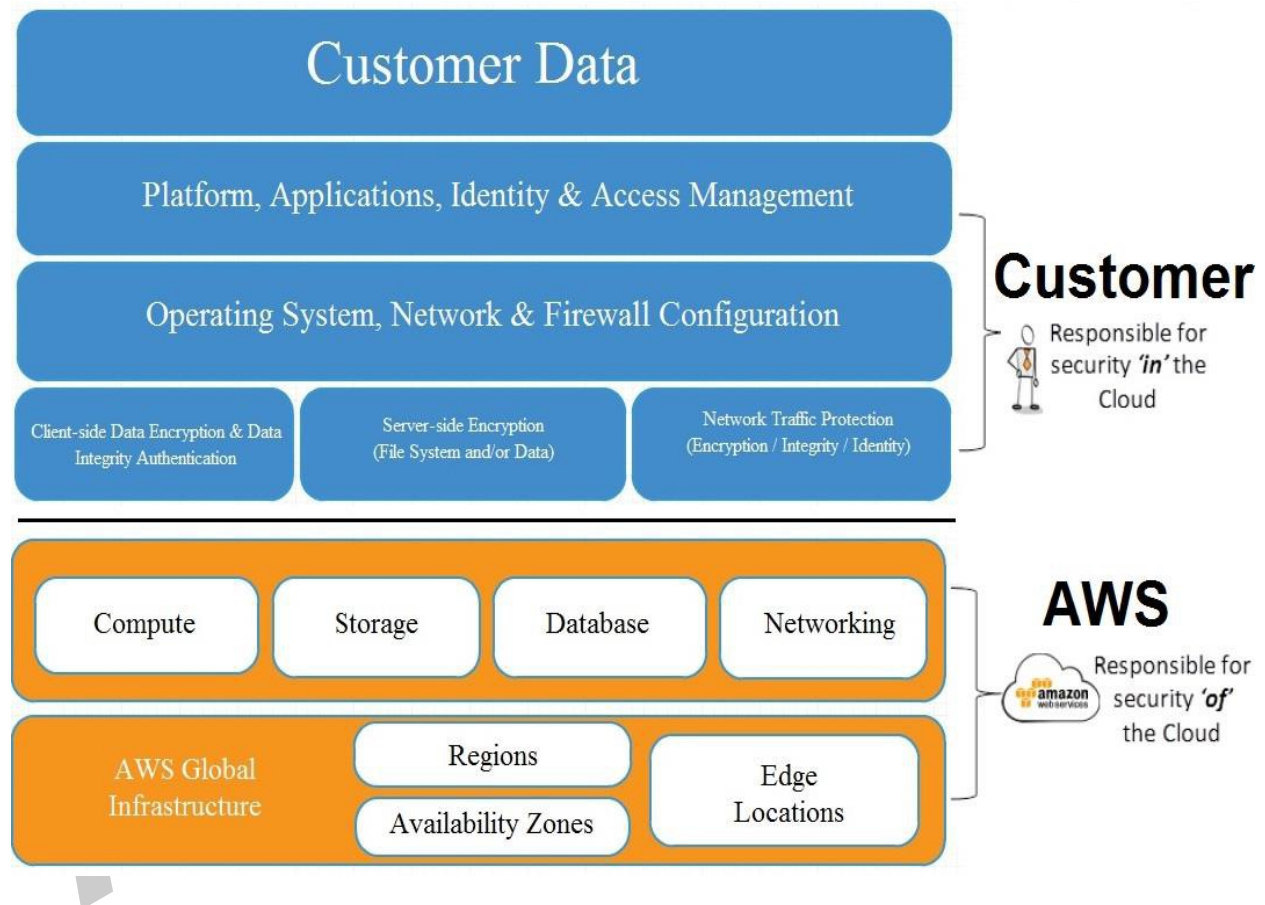 Customer Data
Platform, Applications, Identity & Access Management
Operating System, Network & Firewall Configuration
Client-side Data Encryption & Data
Integrity Authentication
Server-side Encryption
(File System and/or Data)
Network Traffic Protection
(Encryption / Integrity / Identity)
Customer
Responsible for
security 'in' the
Cloud
Compute
Storage
Database
Networking
AWS Global
Infrastructure
Regions
Availability Zones
Edge
Locations
AWS
amazon
webservices
Responsible for
security 'of'
the Cloud